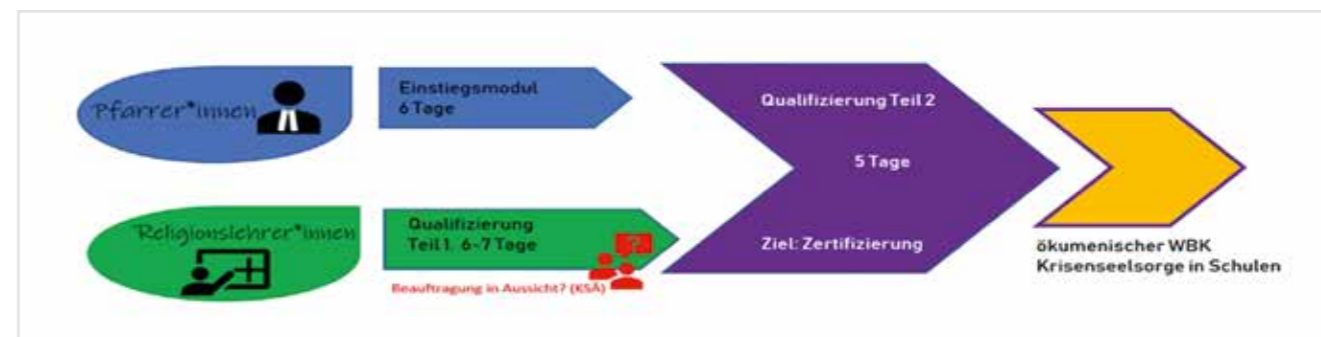 Pfarrer*innen
Einstiegsmodul
6 Tage
Religionslehrer*innen
Qualifizierung
Teil 1. 6-7 Tage
?
Beauftragung in Aussicht? (KSA)
Qualifizierung Teil 2
5 Tage
Ziel: Zertifizierung
ökumenischer WBK
Krisenseelsorge in Schulen